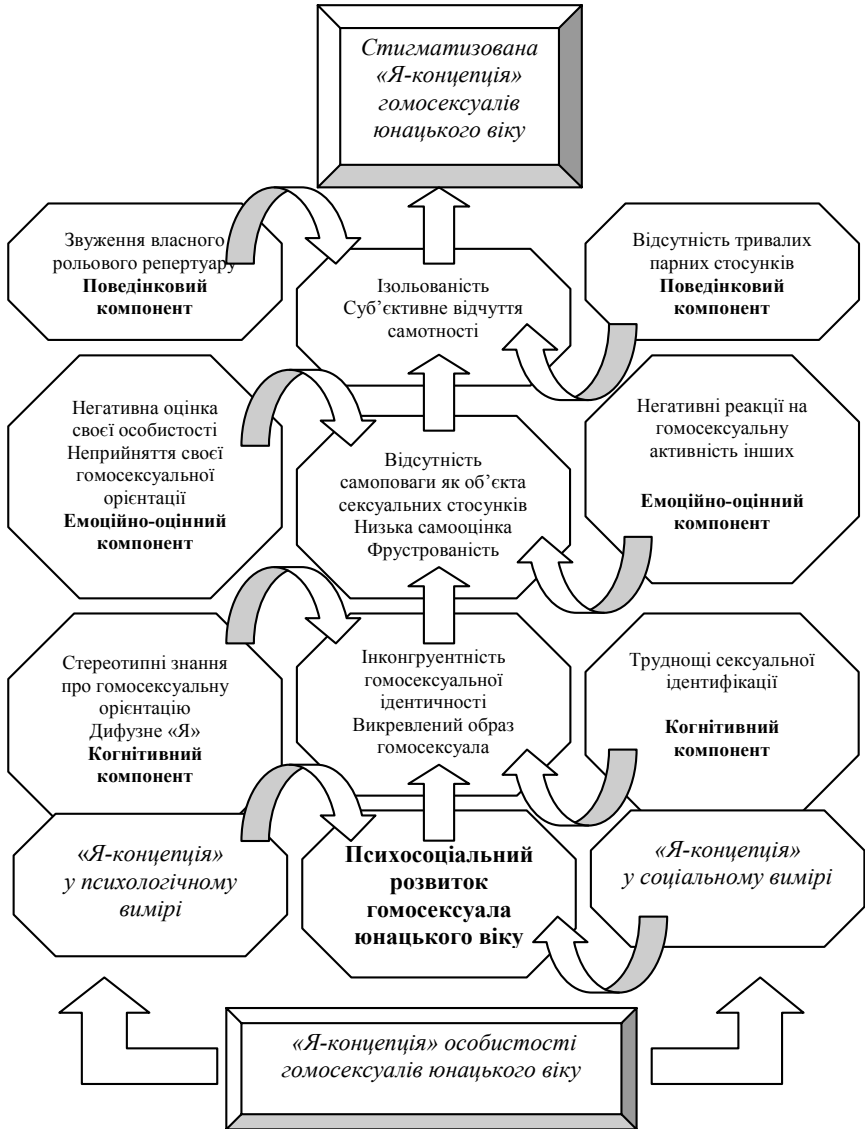 Стигматизована
«Я-концепція»
гомосексуалів
юнацького віку
Звуження власного
рольового репертуару
Поведінковий
компонент
Ізольованість
Суб’єктивне відчуття
самотності
Відсутність тривалих
парних стосунків
Поведінковий
компонент
Негативна оцінка
своєї особистості
Неприйняття своєї
гомосексуальної
орієнтації
Емоційно-оцінний
компонент
Відсутність
самоповаги як об’єкта
сексуальних стосунків
Низька самооцінка
Фрустрованість
Негативні реакції на
гомосексуальну
активність інших
Емоційно-оцінний
компонент
Стереотипні знання
про гомосексуальну
орієнтацію
Дифузне «Я»
Когнітивний
компонент
Інконгруентність
гомосексуальної
ідентичності
Викревлений образ
гомосексуала
Труднощі сексуальної
ідентифікації
Когнітивний
компонент
«Я-концепція»
у психологічному
вимірі
Психосоціальний
розвиток
гомосексуала
юнацького віку
«Я-концепція»
у соціальному вимірі
«Я-концепція» особистості
гомосексуалів юнацького віку